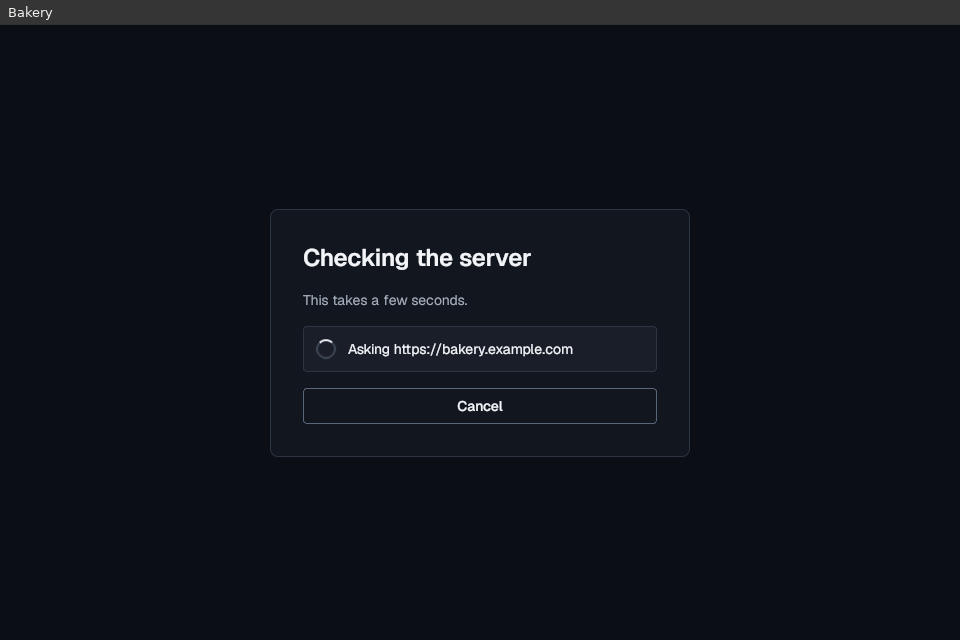 Bakery
Checking the server
This takes a few seconds.
Asking https://bakery.example.com
Cancel